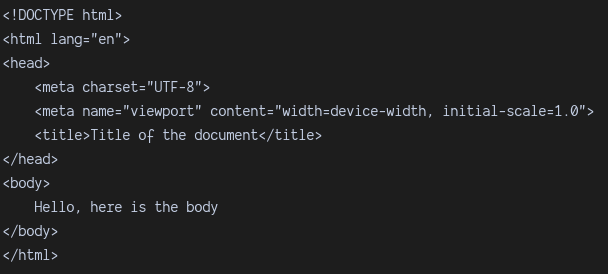 <!DOCTYPE html>
<html lang="en">
<head>
    <meta charset="UTF-8">
    <meta name="viewport" content="width=device-width, initial-scale=1.0">
    <title>Title of the document</title>
</head>
<body>
    Hello, here is the body
</body>
</html>